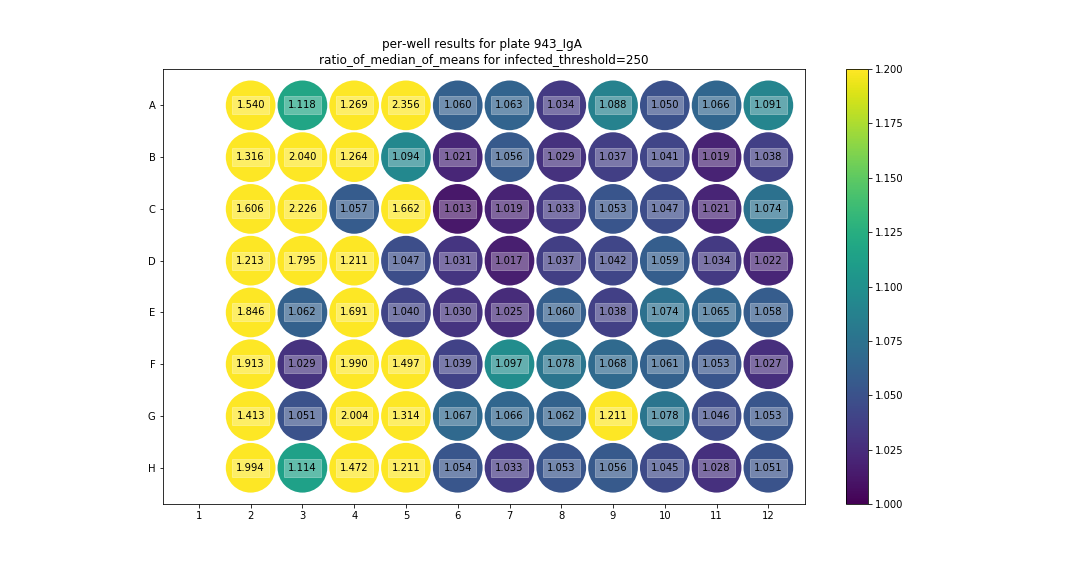 per-well results for plate 943_IgA
ratio_of_median_of_means for infected_threshold=250
A 1.540 1.118 1.269 2.356 1.060 1.063 1.034 1.088 1.050 1.066 1.091
B 1.316 2.040 1.264 1.094 1.021 1.056 1.029 1.037 1.041 1.019 1.038
C 1.606 2.226 1.057 1.662 1.013 1.019 1.033 1.053 1.047 1.021 1.074
D 1.213 1.795 1.211 1.047 1.031 1.017 1.037 1.042 1.059 1.034 1.022
E 1.846 1.062 1.691 1.040 1.030 1.025 1.060 1.038 1.074 1.065 1.058
F 1.913 1.029 1.990 1.497 1.039 1.097 1.078 1.068 1.061 1.053 1.027
G 1.413 1.051 2.004 1.314 1.067 1.066 1.062 1.211 1.078 1.046 1.053
H 1.994 1.114 1.472 1.211 1.054 1.033 1.053 1.056 1.045 1.028 1.051
1 2 3 4 5 6 7 8 9 10 11 12
1.200
1.175
1.150
1.125
1.100
1.075
1.050
1.025
1.000